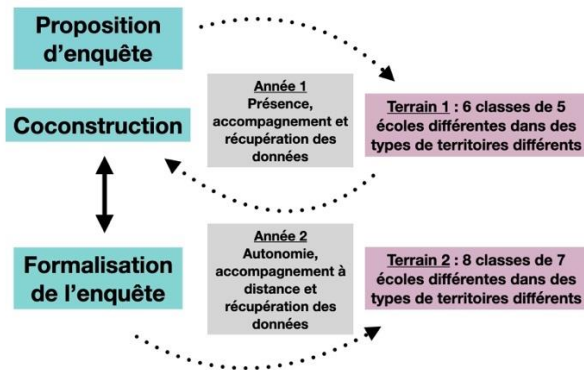 Proposition
d'enquête
Année 1
Présence,
accompagnement et
récupération des
données
Terrain 1 : 6 classes de 5
écoles différentes dans des
types de territoires différents
Coconstruction
Formalisation
de l'enquête
Année 2
Autonomie,
accompagnement à
distance et
récupération des
données
Terrain 2 : 8 classes de 7
écoles différentes dans des
types de territoires différents